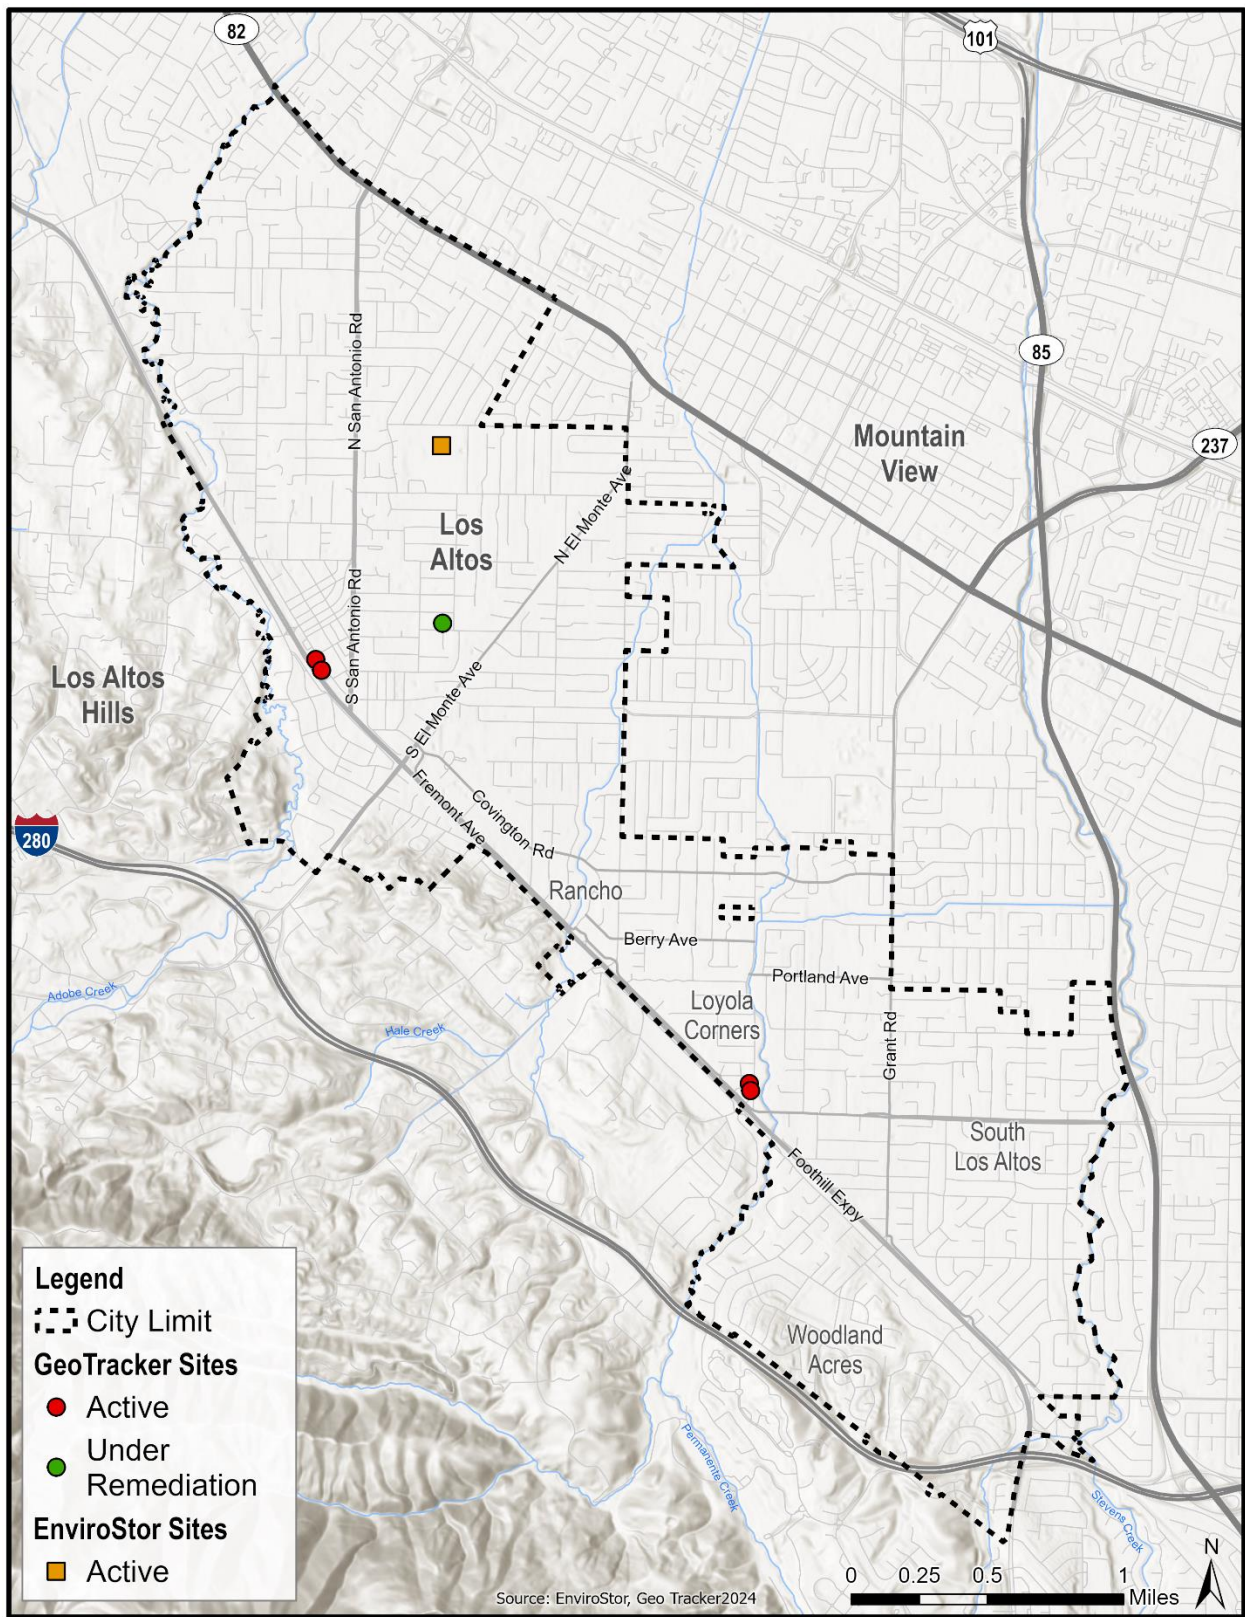 82
101
N San Antonio Rd
85
Mountain
View
237
N El Monte Ave
Los
Altos
S San Antonio Rd
Los Altos
Hills
S El Monte Ave
Fremont Ave
Covington Rd
280
Rancho
Berry Ave
Portland Ave
Adobe Creek
Loyola
Corners
Hale Creek
Grant Rd
South
Los Altos
Foothill Expy
Woodland
Acres
Permanente Creek
Stevens Creek
Legend
City Limit
GeoTracker Sites
Active
Under
Remediation
EnviroStor Sites
Active
Source: EnviroStor, Geo Tracker2024
0 0.25 0.5 1
Miles
N